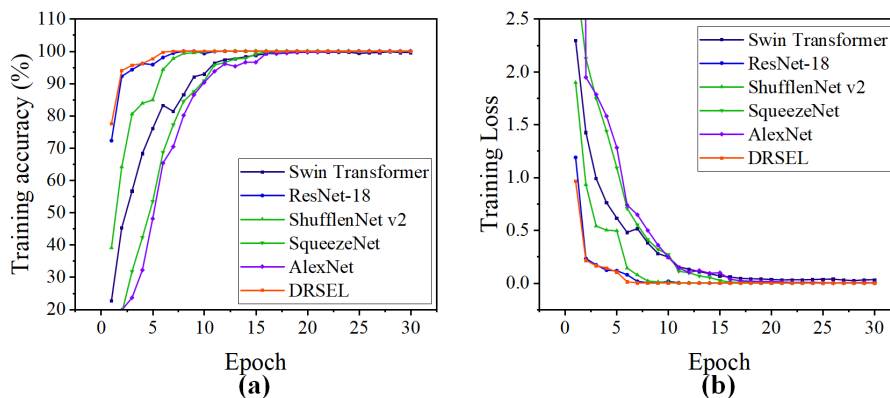 Training accuracy (%)
100
90
80
70
60
50
40
30
20
0
5
10
15
20
25
30
Epoch
Swin Transformer
ResNet-18
ShufflenNet v2
SqueezeNet
AlexNet
DRSEL
(a)
Training Loss
2.5
2.0
1.5
1.0
0.5
0.0
0
5
10
15
20
25
30
Epoch
Swin Transformer
ResNet-18
ShufflenNet v2
SqueezeNet
AlexNet
DRSEL
(b)